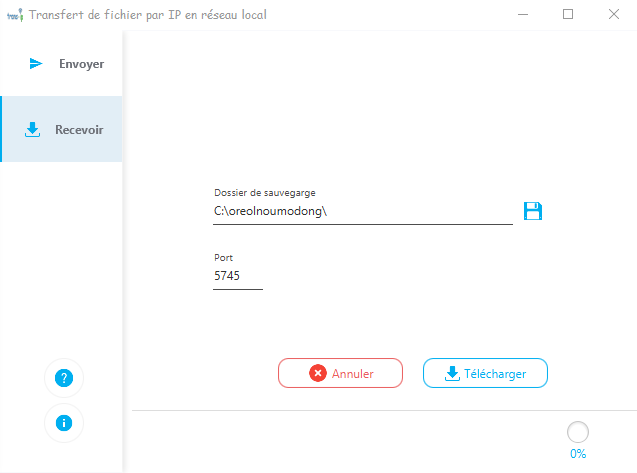 Transfert de fichier par IP en réseau local
Envoyer
Recevoir
Dossier de sauvegarge
C:\oreolnoumodong\
Port
5745
Annuler
Télécharger
0%